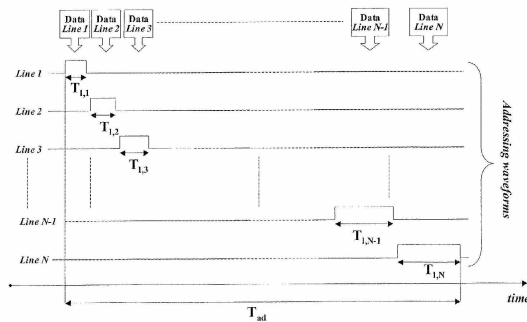 Data Line 1
Data Line 2
Data Line 3
Data Line N-1
Data Line N
Line 1
T1,1
Line 2
T1,2
Line 3
T1,3
Line N-1
T1,N-1
Line N
T1,N
Addressing waveforms
time
Tad